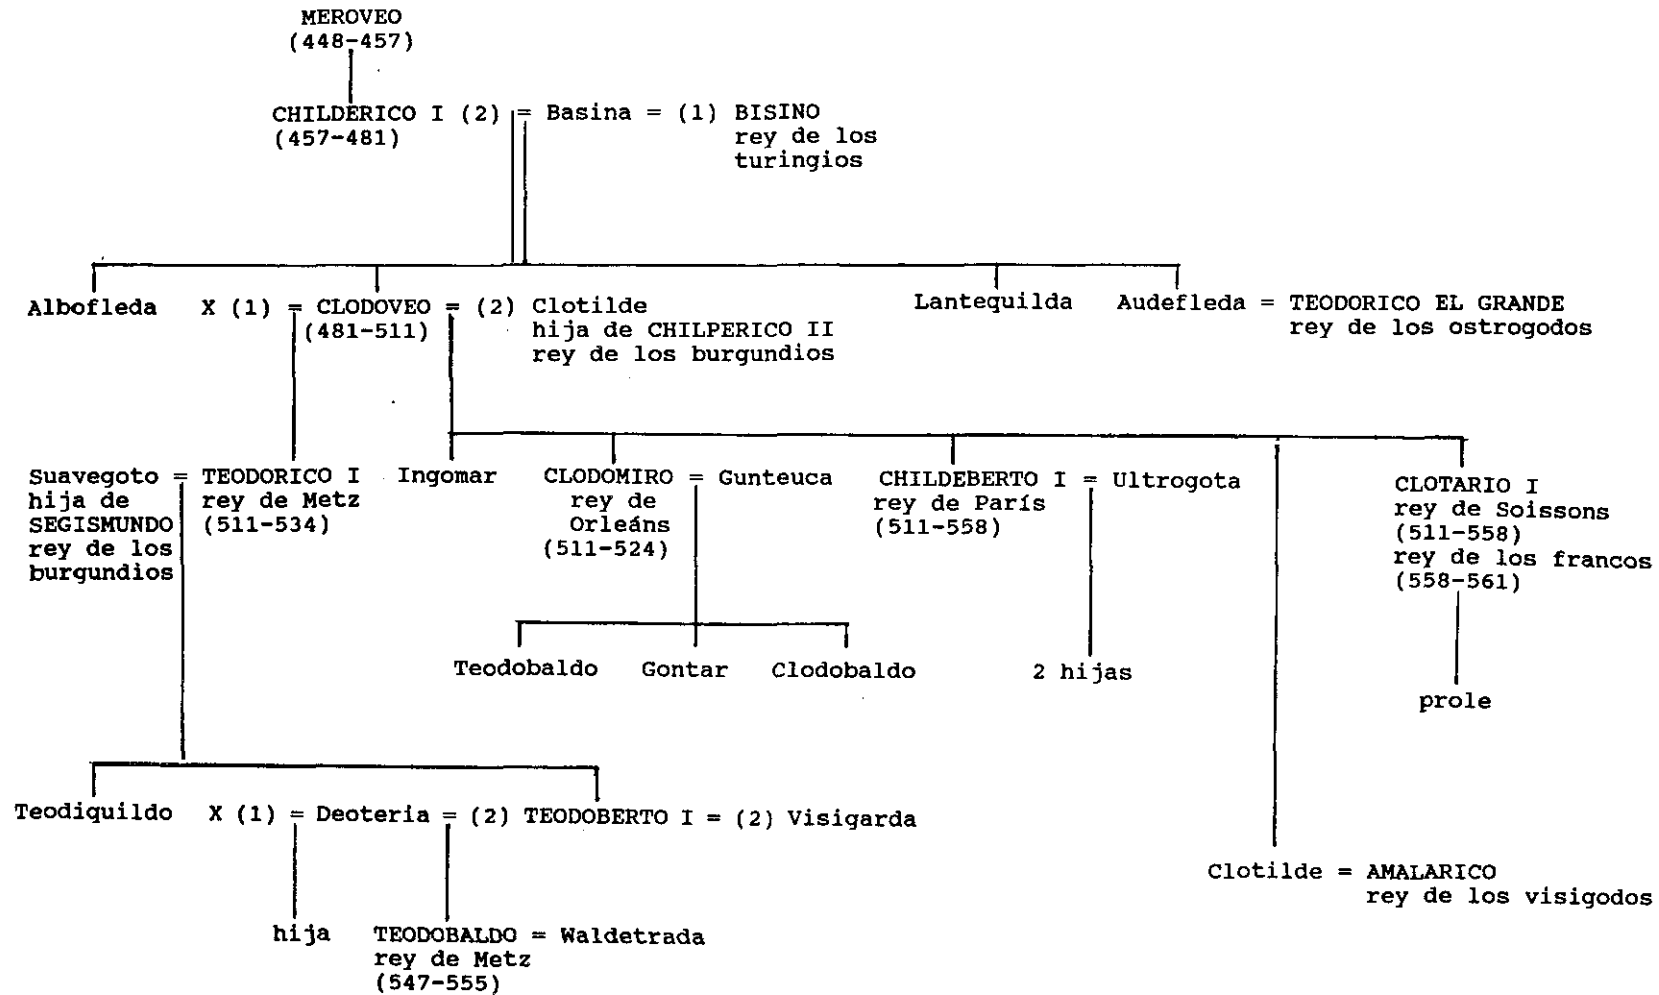 MEROVEO
(448-457)
CHILDERICO I (2) = Basina = (1) BISINO
(457-481)
rey de los
turingios
Albofleda X (1) = CLODOVEO = (2) Clotilde
(481-511)
hija de CHILPERICO II
rey de los burgundios
Lantequilda
Audefleda = TEODORICO EL GRANDE
rey de los ostrogodos
Suavegoto = TEODORICO I
hija de
SEGISMUNDO
rey de los
burgundios
rey de Metz
(511-534)
Ingomar
CLODOMIRO = Gunteuca
rey de
Orleáns
(511-524)
CHILDEBERTO I = Ultrogota
rey de París
(511-558)
CLOTARIO I
rey de Soissons
(511-558)
rey de los francos
(558-561)
Teodobaldo Gontar Clodobaldo
2 hijas
prole
Teodiquildo X (1) = Deoteria = (2) TEODOBERTO I = (2) Visigarda
Clotilde = AMALARICO
rey de los visigodos
hija
TEODOBALDO = Waldetrada
rey de Metz
(547-555)